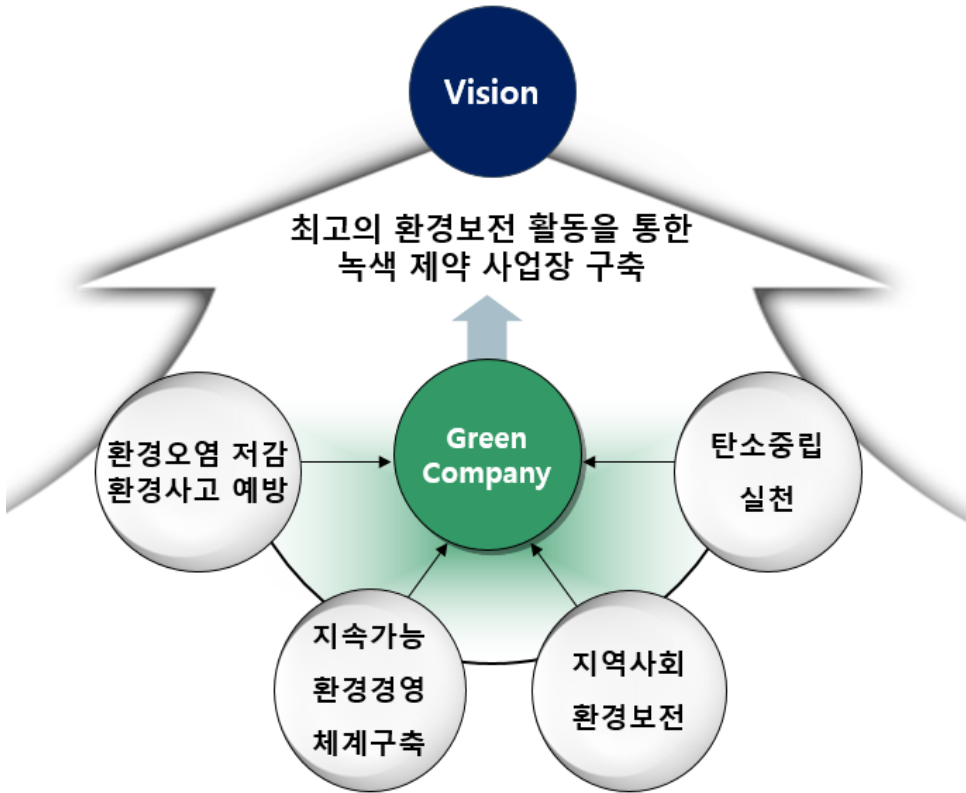 Vision
최고의 환경보전 활동을 통한
녹색 제약 사업장 구축
Green
Company
환경오염 저감
환경사고 예방
탄소중립
실천
지속가능
환경경영
체계구축
지역사회
환경보전